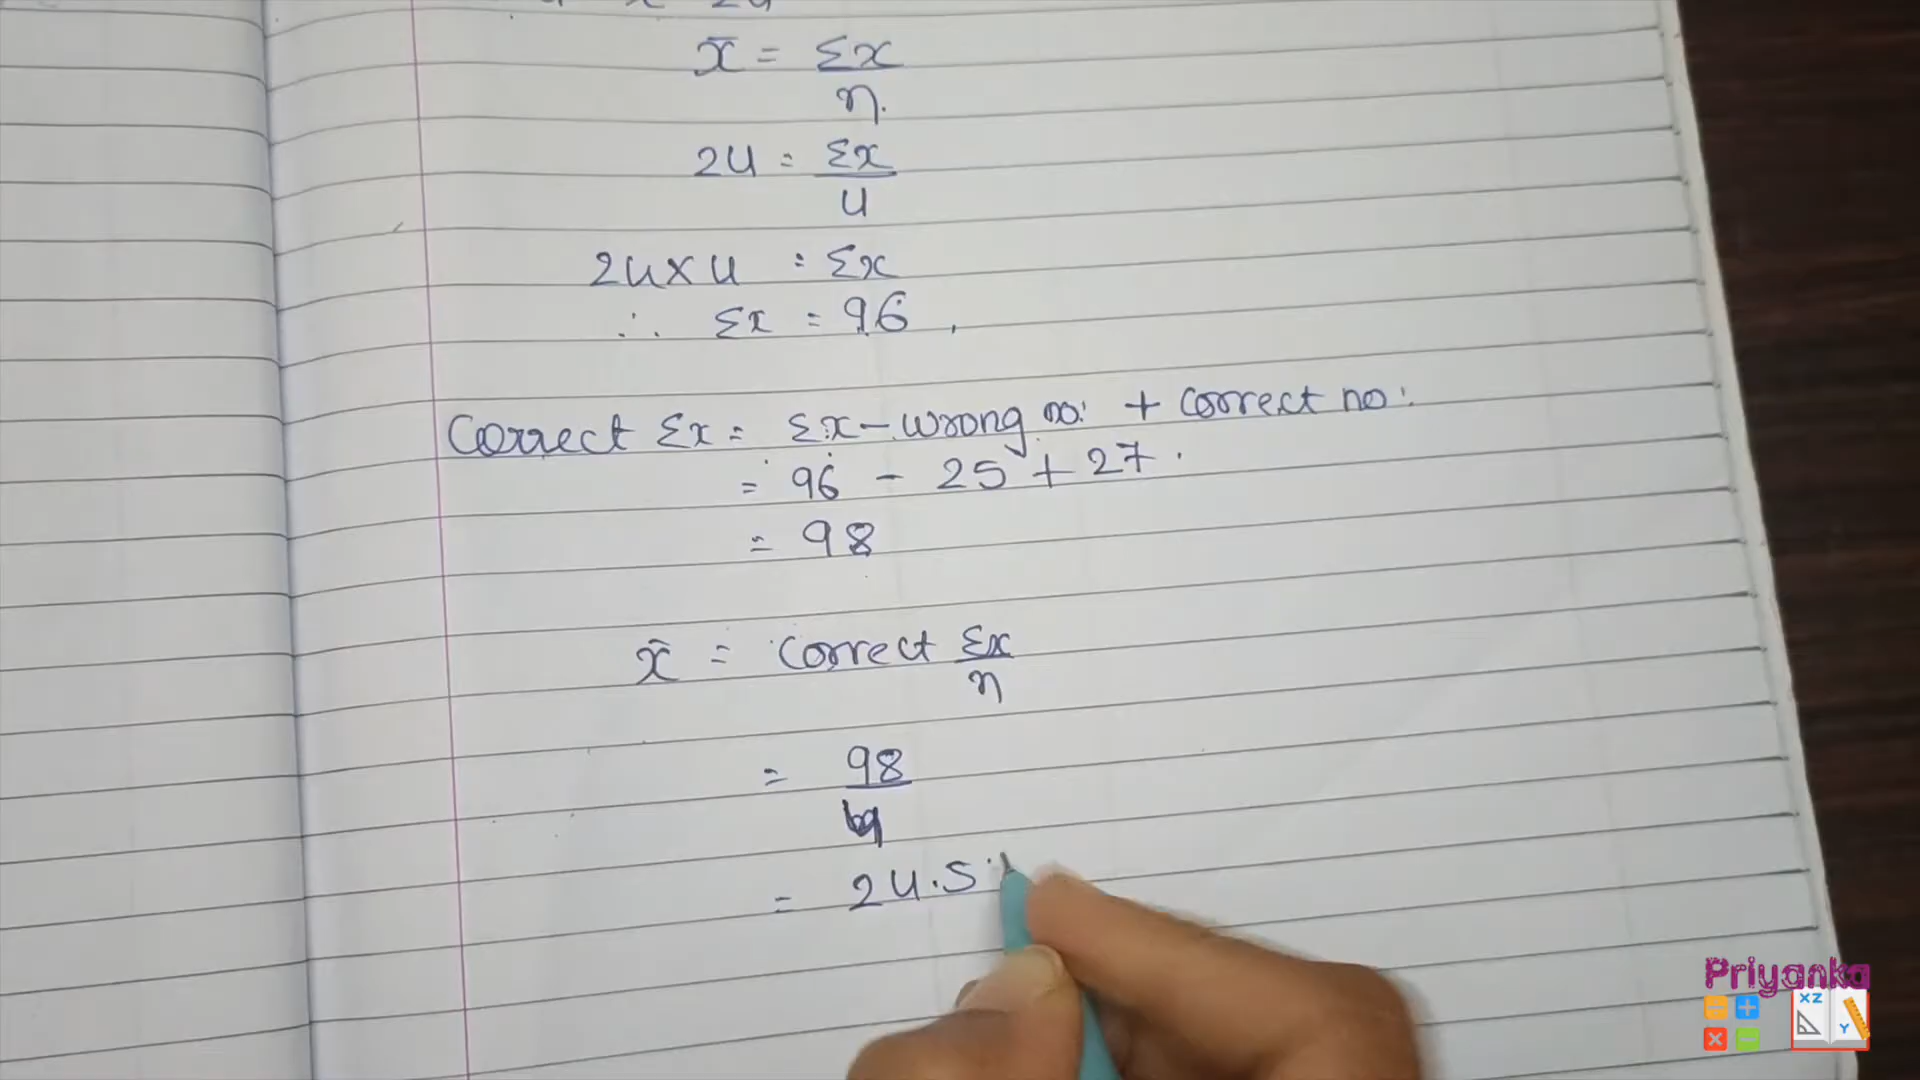 x̄ = Σx
n.
24 = Σx
4
24 x 4 = Σx
∴ Σx = 96.
Correct Σx = Σx - wrong no: + correct no:
= 96 - 25 + 27.
= 98
x̄ = correct Σx
n
= 98
4
= 24.5
Priyanka
XZ
Y